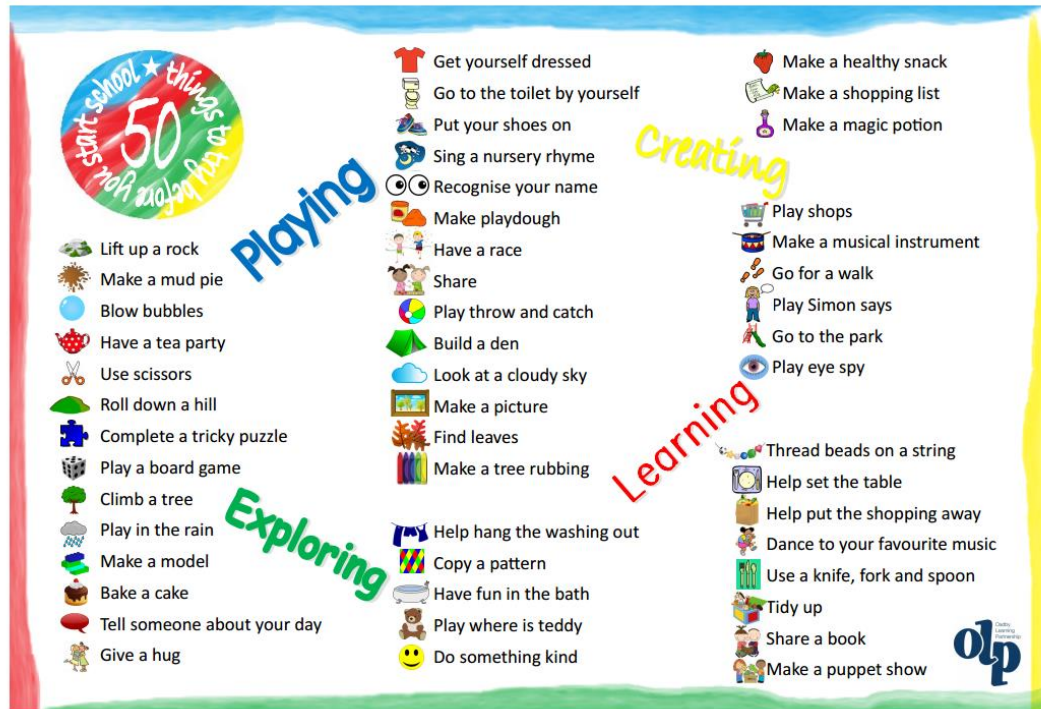 50 things to try before you start school ★
Lift up a rock
Make a mud pie
Blow bubbles
Have a tea party
Use scissors
Roll down a hill
Complete a tricky puzzle
Play a board game
Climb a tree
Play in the rain
Make a model
Bake a cake
Tell someone about your day
Give a hug
Playing
Exploring
Get yourself dressed
Go to the toilet by yourself
Put your shoes on
Sing a nursery rhyme
Recognise your name
Make playdough
Have a race
Share
Play throw and catch
Build a den
Look at a cloudy sky
Make a picture
Find leaves
Make a tree rubbing
Help hang the washing out
Copy a pattern
Have fun in the bath
Play where is teddy
Do something kind
Creating
Learning
Make a healthy snack
Make a shopping list
Make a magic potion
Play shops
Make a musical instrument
Go for a walk
Play Simon says
Go to the park
Play eye spy
Thread beads on a string
Help set the table
Help put the shopping away
Dance to your favourite music
Use a knife, fork and spoon
Tidy up
Share a book
Make a puppet show
olp
Oadby
Learning
Partnership